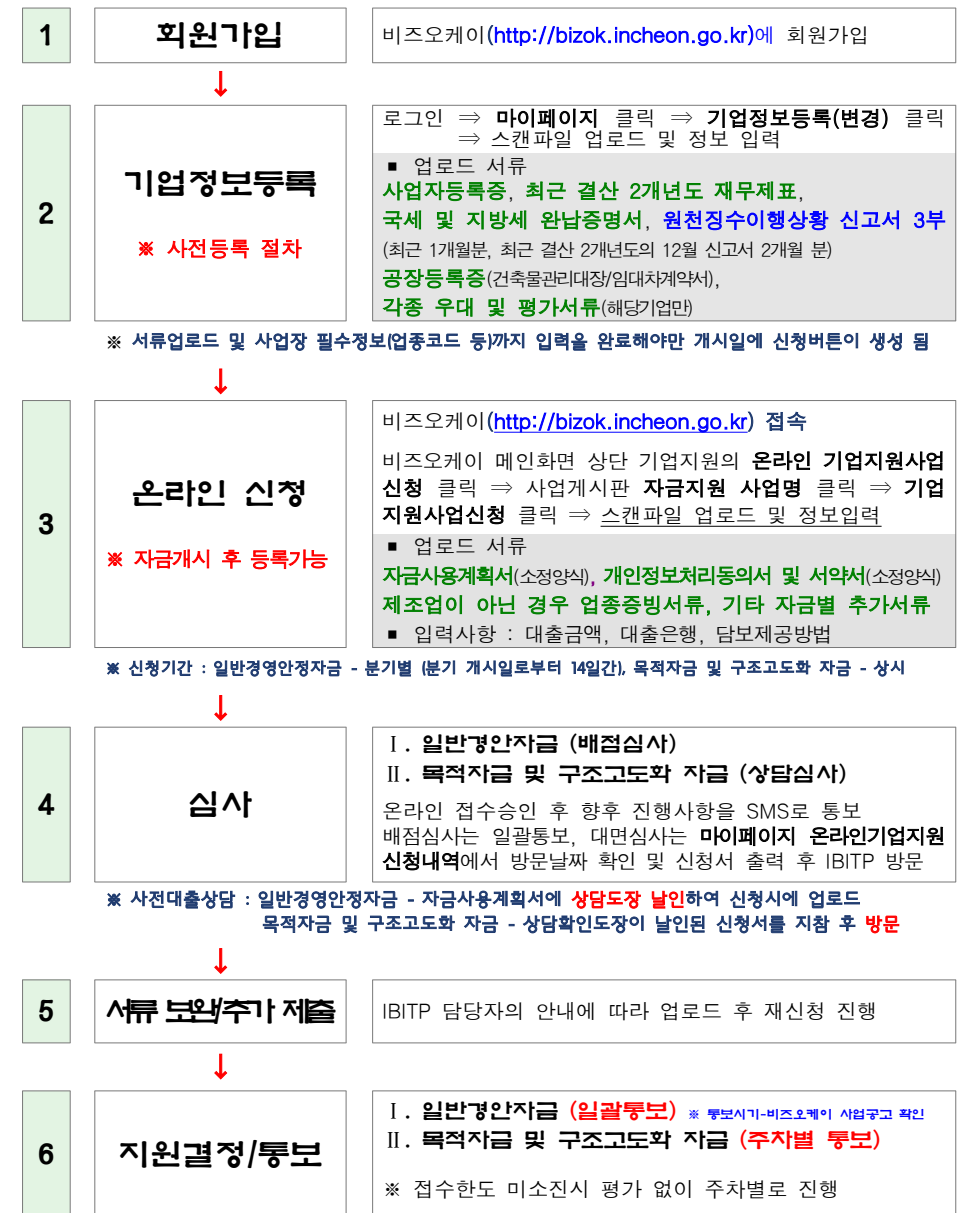 1
회원가입
비즈오케이(http://bizok.incheon.go.kr)에 회원가입
↓
2
기업정보등록
※ 사전등록 절차
로그인 ⇒ 마이페이지 클릭 ⇒ 기업정보등록(변경) 클릭
⇒ 스캔파일 업로드 및 정보 입력
▪ 업로드 서류
사업자등록증, 최근 결산 2개년도 재무제표,
국세 및 지방세 완납증명서, 원천징수이행상황 신고서 3부
(최근 1개월분, 최근 결산 2개년도의 12월 신고서 2개월 분)
공장등록증(건축물관리대장/임대차계약서),
각종 우대 및 평가서류(해당기업만)
※ 서류업로드 및 사업장 필수정보(업종코드 등)까지 입력을 완료해야만 개시일에 신청버튼이 생성 됨
↓
3
온라인 신청
※ 자금개시 후 등록가능
비즈오케이(http://bizok.incheon.go.kr) 접속
비즈오케이 메인화면 상단 기업지원의 온라인 기업지원사업
신청 클릭 ⇒ 사업게시판 자금지원 사업명 클릭 ⇒ 기업
지원사업신청 클릭 ⇒ 스캔파일 업로드 및 정보입력
▪ 업로드 서류
자금사용계획서(소정양식), 개인정보처리동의서 및 서약서(소정양식)
제조업이 아닌 경우 업종증빙서류, 기타 자금별 추가서류
▪ 입력사항 : 대출금액, 대출은행, 담보제공방법
※ 신청기간 : 일반경영안정자금 - 분기별 (분기 개시일로부터 14일간), 목적자금 및 구조고도화 자금 - 상시
↓
4
심사
Ⅰ. 일반경안자금 (배점심사)
Ⅱ. 목적자금 및 구조고도화 자금 (상담심사)
온라인 접수승인 후 향후 진행사항을 SMS로 통보
배점심사는 일괄통보, 대면심사는 마이페이지 온라인기업지원
신청내역에서 방문날짜 확인 및 신청서 출력 후 IBITP 방문
※ 사전대출상담 : 일반경영안정자금 - 자금사용계획서에 상담도장 날인하여 신청시에 업로드
목적자금 및 구조고도화 자금 - 상담확인도장이 날인된 신청서를 지참 후 방문
↓
5
서류 보완/추가 제출
IBITP 담당자의 안내에 따라 업로드 후 재신청 진행
↓
6
지원결정/통보
Ⅰ. 일반경안자금 (일괄통보) ※ 통보시기-비즈오케이 사업공고 확인
Ⅱ. 목적자금 및 구조고도화 자금 (주차별 통보)
※ 접수한도 미소진시 평가 없이 주차별로 진행